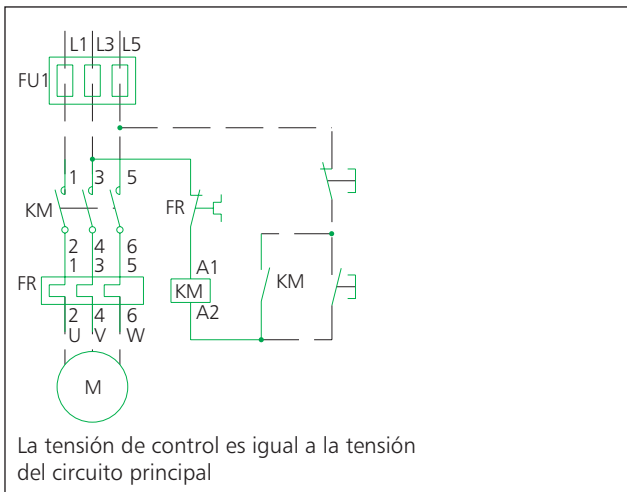 L1 L3 L5
FU1
1 3 5
KM
FR
2 4 6
1 3 5
A1
FR
KM
KM
A2
2 4 6
U V W
M
La tensión de control es igual a la tensión
del circuito principal